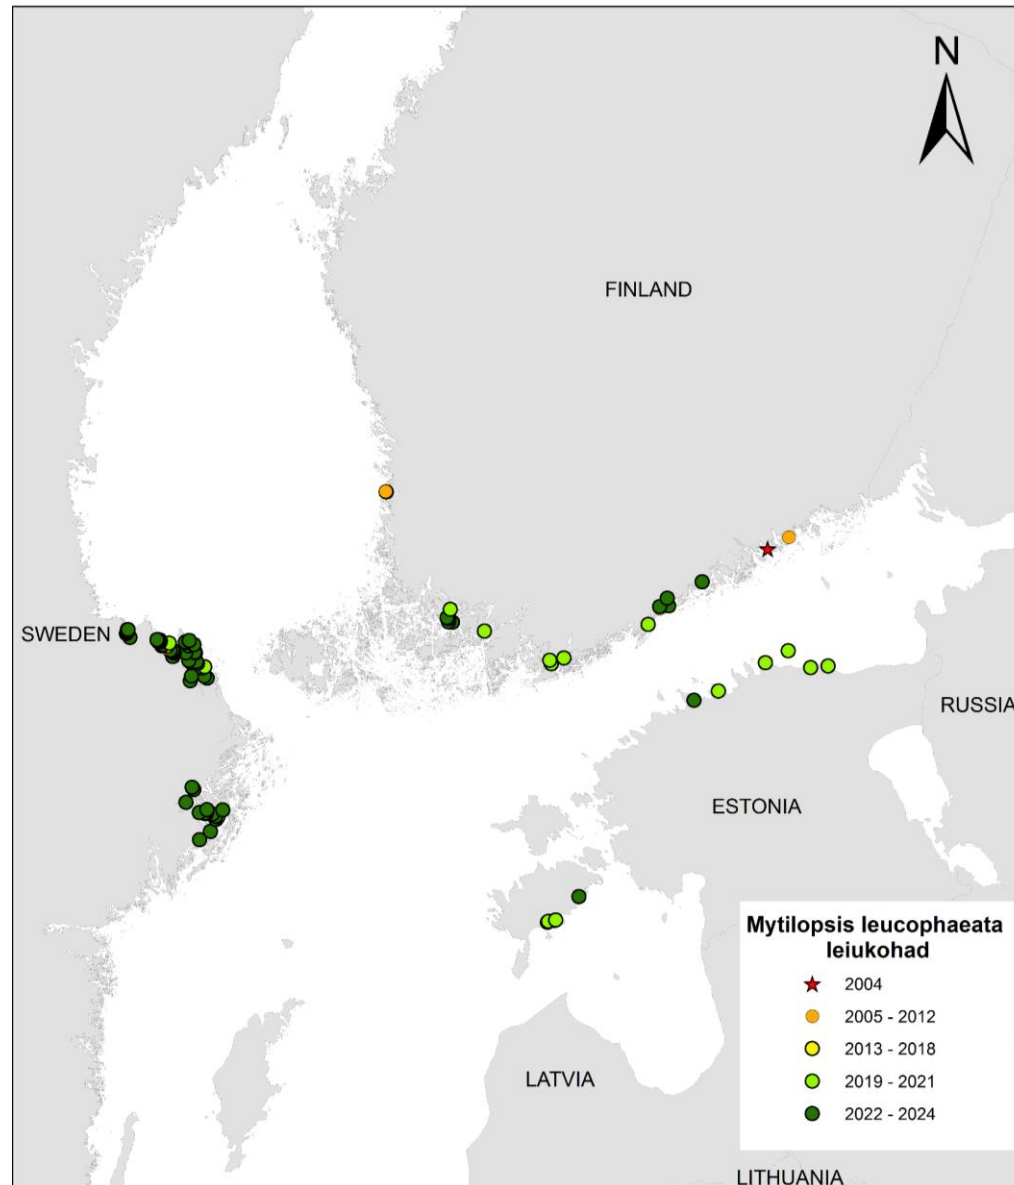 N
FINLAND
SWEDEN
RUSSIA
ESTONIA
Mytilopsis leucophaeata
leiukohad
2004
2005 - 2012
2013 - 2018
2019 - 2021
2022 - 2024
LATVIA
LITHUANIA